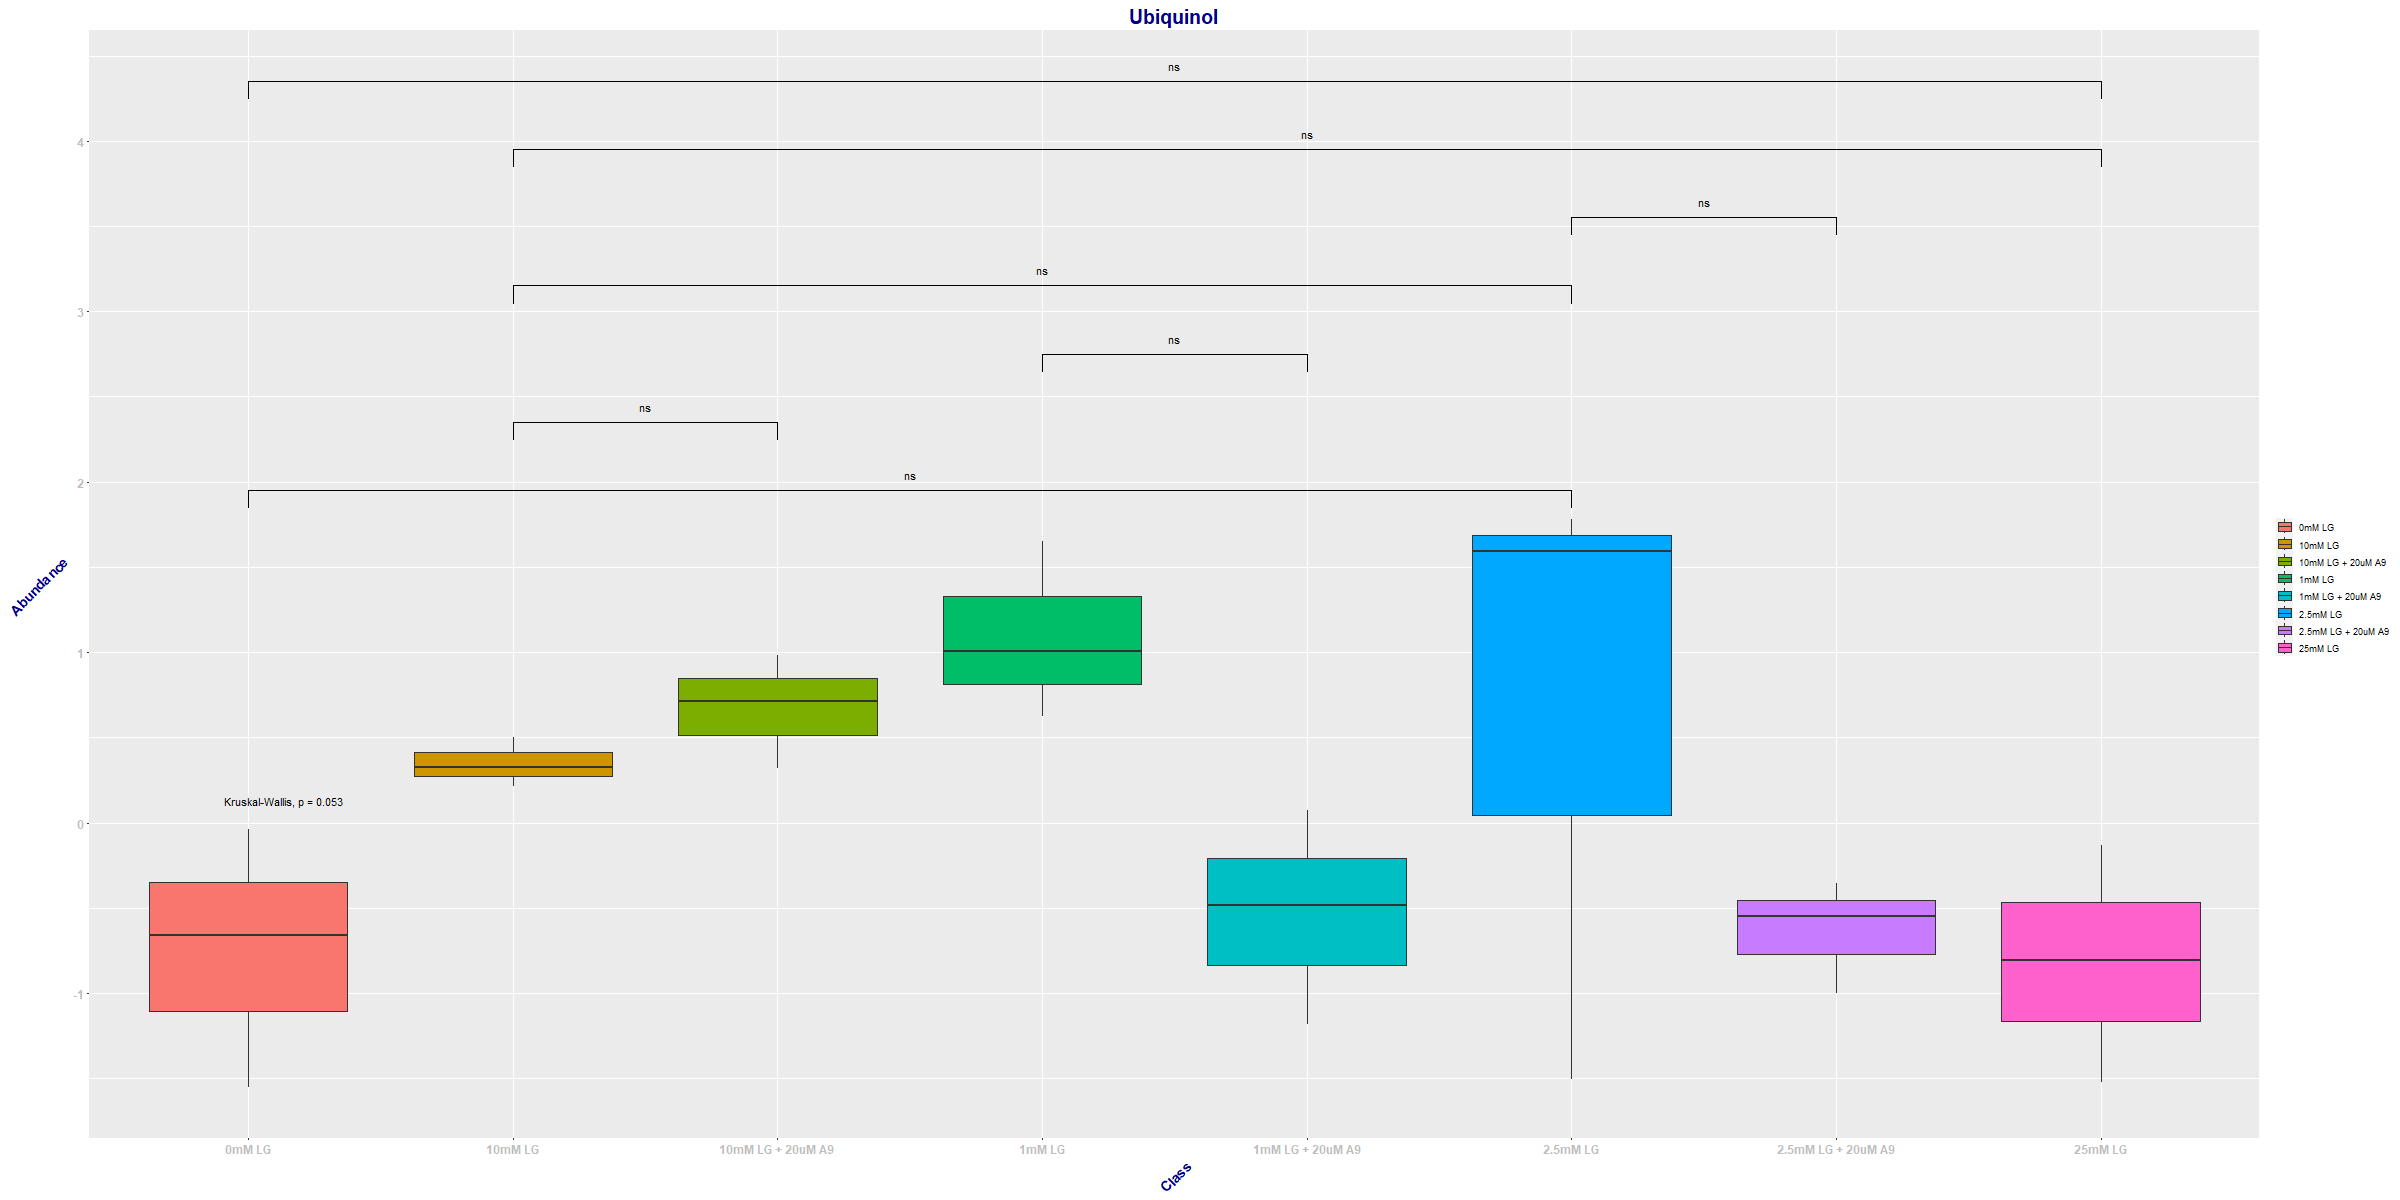 Ubiquinol
ns
ns
ns
ns
ns
ns
ns
4
3
2
1
0
-1
Abundance
Kruskal-Wallis, p = 0.053
0mM LG
10mM LG
10mM LG + 20uM A9
1mM LG
1mM LG + 20uM A9
2.5mM LG
2.5mM LG + 20uM A9
25mM LG
Class
0mM LG
10mM LG
10mM LG + 20uM A9
1mM LG
1mM LG + 20uM A9
2.5mM LG
2.5mM LG + 20uM A9
25mM LG